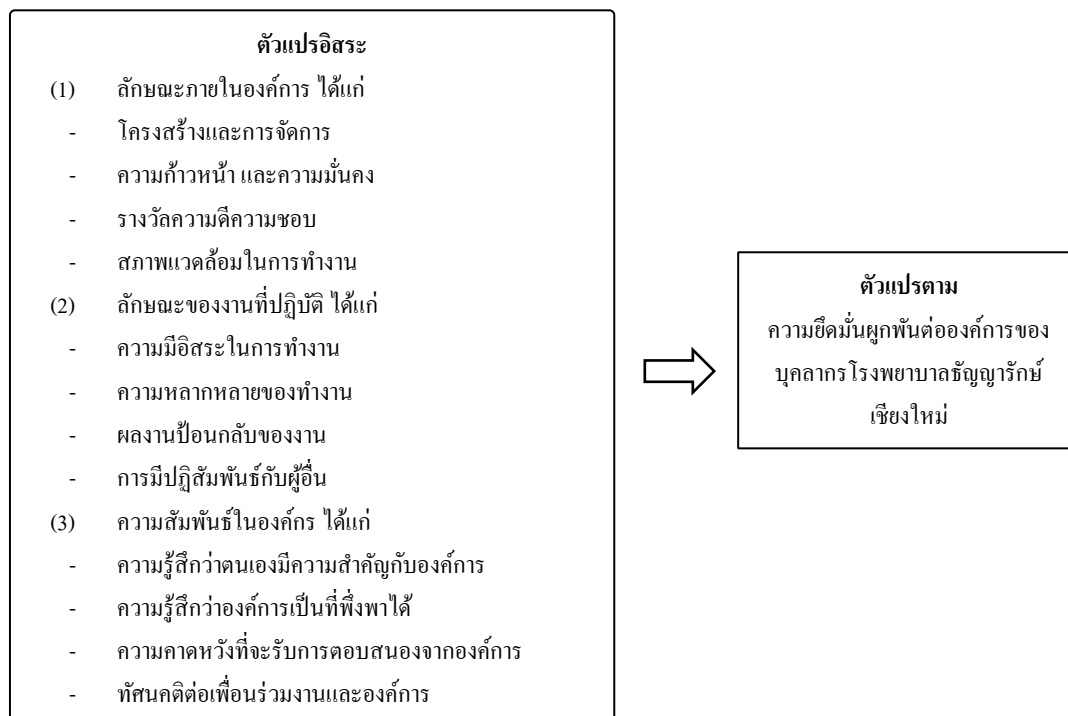 ตัวแปรอิสระ
(1) ลักษณะภายในองค์การ ได้แก่
- โครงสร้างและการจัดการ
- ความก้าวหน้า และความมั่นคง
- รางวัลความดีความชอบ
- สภาพแวดล้อมในการทำงาน
(2) ลักษณะของงานที่ปฏิบัติ ได้แก่
- ความมีอิสระในการทำงาน
- ความหลากหลายของทำงาน
- ผลงานป้อนกลับของงาน
- การมีปฏิสัมพันธ์กับผู้อื่น
(3) ความสัมพันธ์ในองค์กร ได้แก่
- ความรู้สึกว่าตนเองมีความสำคัญกับองค์การ
- ความรู้สึกว่าองค์การเป็นที่พึ่งพาได้
- ความคาดหวังที่จะรับการตอบสนองจากองค์การ
- ทัศนคติต่อเพื่อนร่วมงานและองค์การ
ตัวแปรตาม
ความยึดมั่นผูกพันต่อองค์การของ
บุคลากรโรงพยาบาลธัญญารักษ์
เชียงใหม่